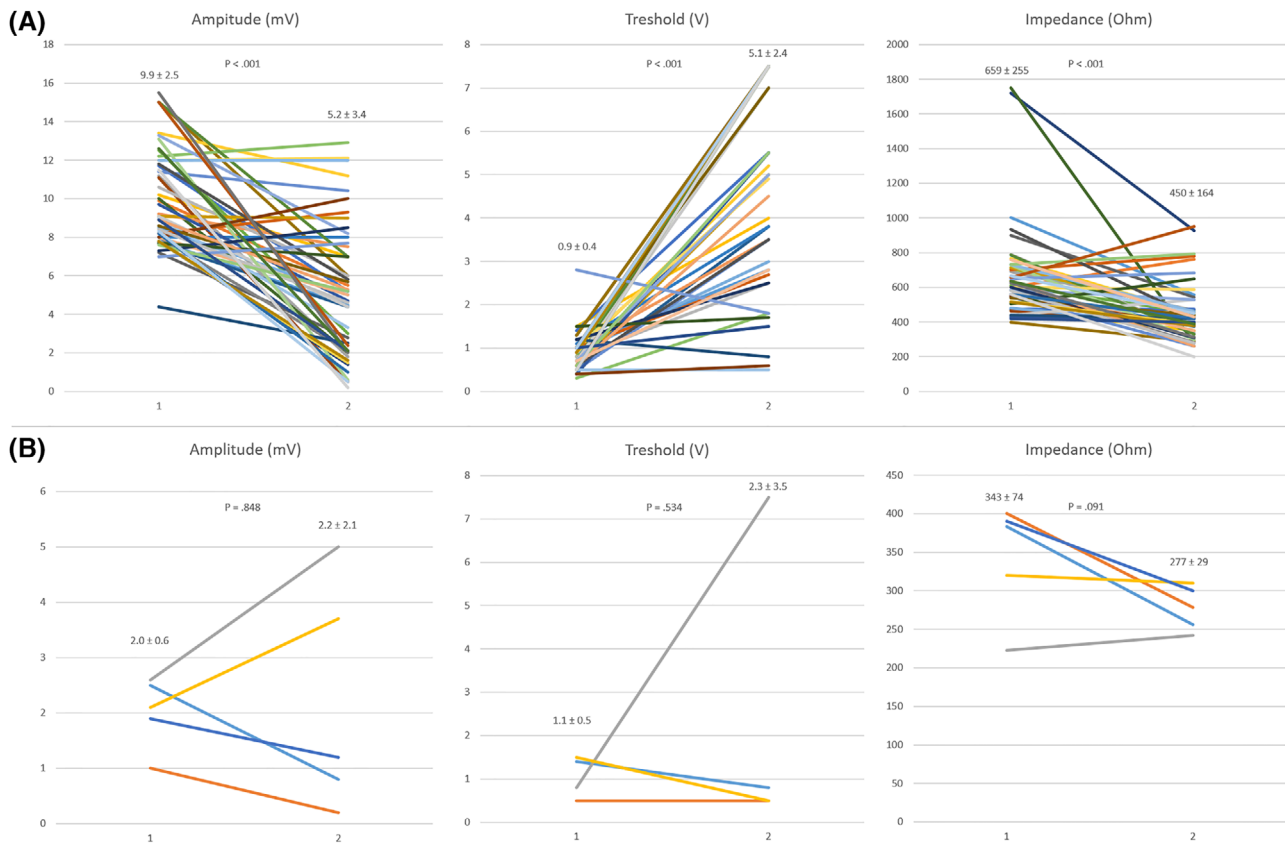 (A)
Ampitude (mV)
18
16
14
12
10
8
6
4
2
0
9.9 ± 2.5
P < .001
5.2 ± 3.4
1
2
Treshold (V)
8
7
6
5
4
3
2
1
0
0.9 ± 0.4
P < .001
5.1 ± 2.4
1
2
Impedance (Ohm)
2000
1800
1600
1400
1200
1000
800
600
400
200
0
659 ± 255
P < .001
450 ± 164
1
2
(B)
Amplitude (mV)
6
5
4
3
2
1
0
2.0 ± 0.6
P = .848
2.2 ± 2.1
1
2
Treshold (V)
8
7
6
5
4
3
2
1
0
1.1 ± 0.5
P = .534
2.3 ± 3.5
1
2
Impedance (Ohm)
450
400
350
300
250
200
150
100
50
0
343 ± 74
P = .091
277 ± 29
1
2